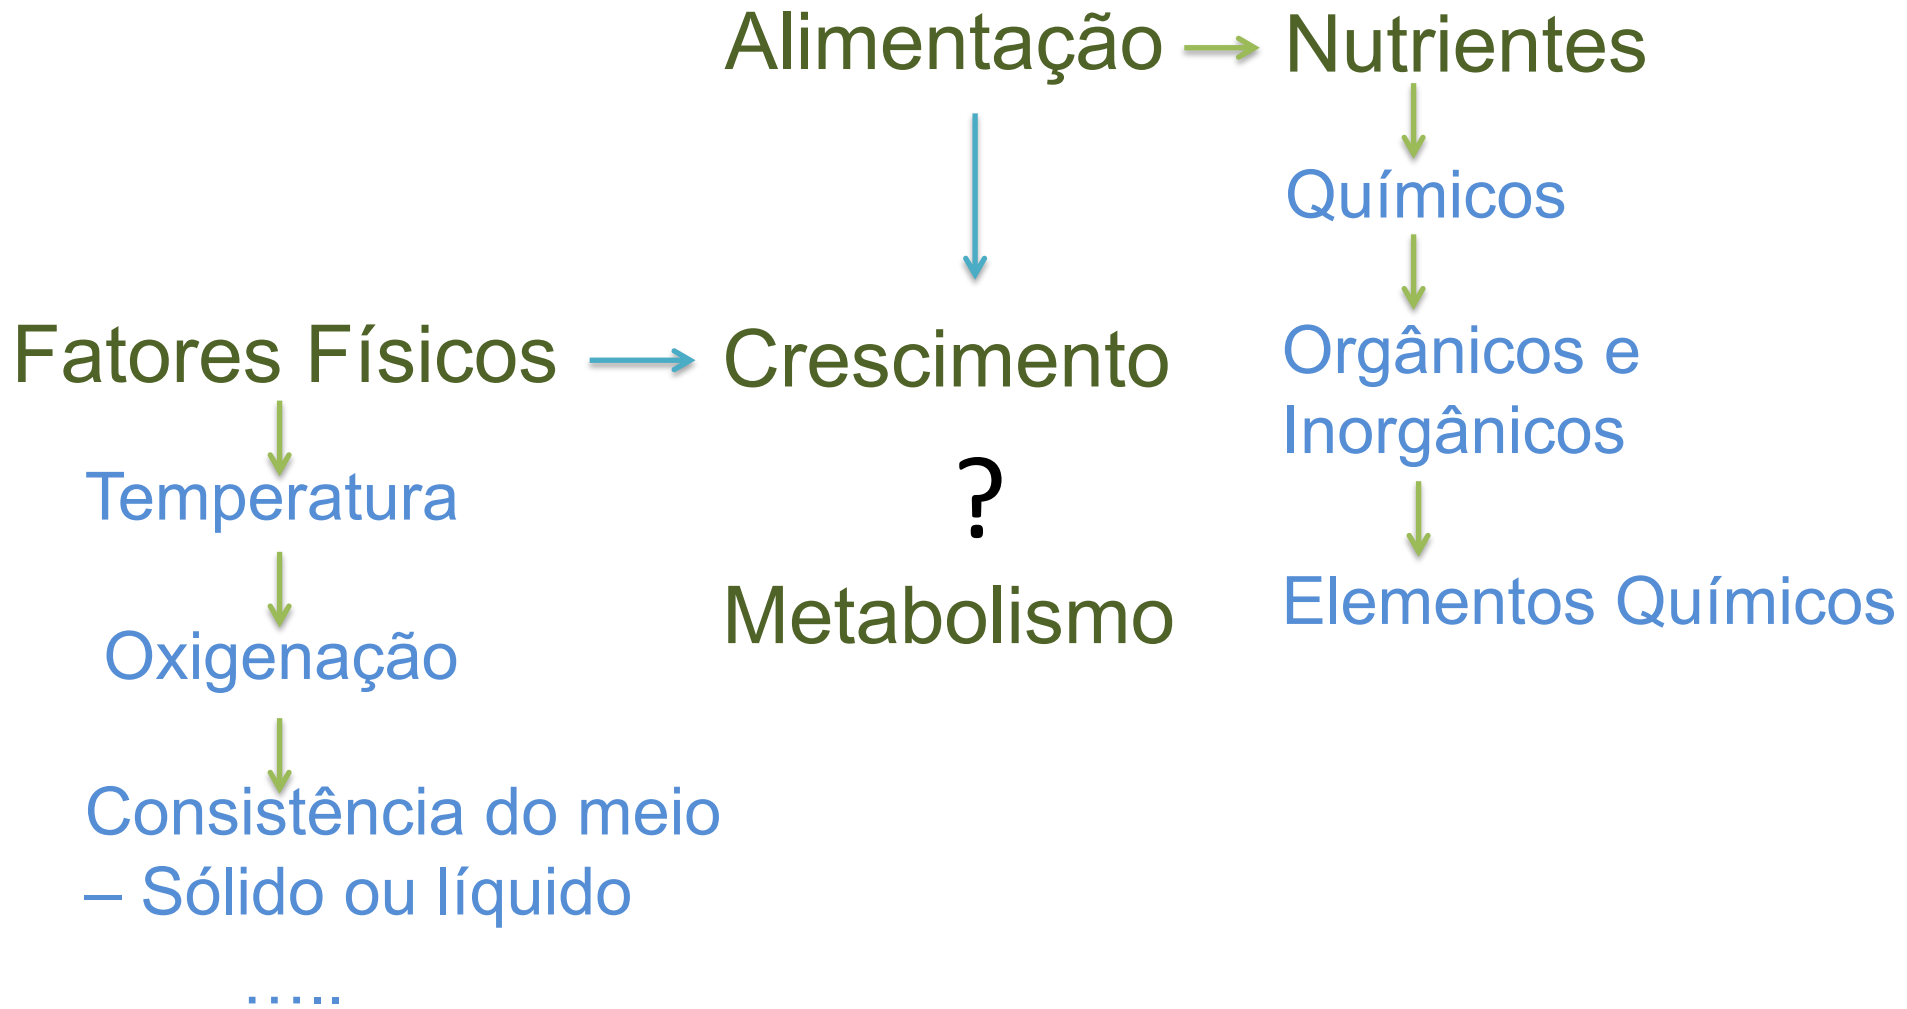 Alimentação
Nutrientes
Químicos
Orgânicos e
Inorgânicos
Elementos Químicos
Fatores Físicos
Crescimento
?
Metabolismo
Temperatura
Oxigenação
Consistência do meio
– Sólido ou líquido
…..